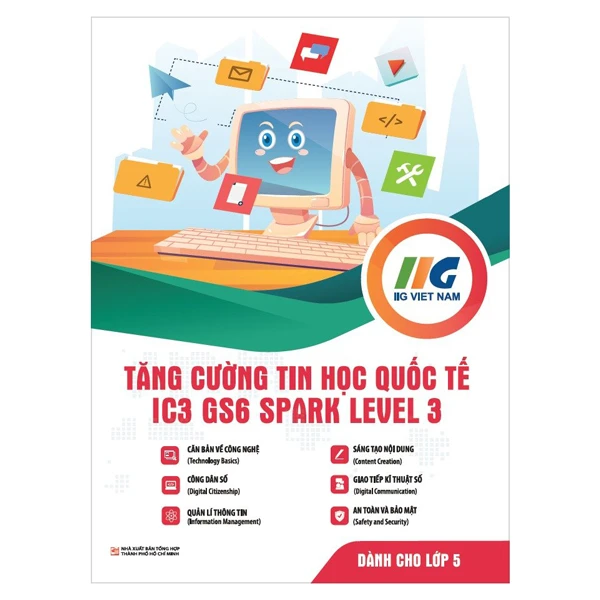 </>
IIG
IIG VIET NAM
TĂNG CƯỜNG TIN HỌC QUỐC TẾ
IC3 GS6 SPARK LEVEL 3
CĂN BẢN VỀ CÔNG NGHỆ
(Technology Basics)
CÔNG DÂN SỐ
(Digital Citizenship)
QUẢN LÍ THÔNG TIN
(Information Management)
SÁNG TẠO NỘI DUNG
(Content Creation)
GIAO TIẾP KĨ THUẬT SỐ
(Digital Communication)
AN TOÀN VÀ BẢO MẬT
(Safety and Security)
NHÀ XUẤT BẢN TỔNG HỢP
THÀNH PHỐ HỒ CHÍ MINH
DÀNH CHO LỚP 5